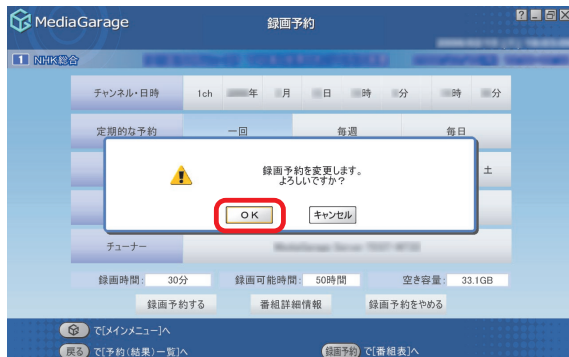 MediaGarage
録画予約
1 NHK総合
チャンネル・日時 1ch 年 月 日 時 分 時 分
定期的な予約 一回 毎週 毎日
土
録画予約を変更します。
よろしいですか？
OK キャンセル
チューナー
録画時間: 30分 録画可能時間: 50時間 空き容量: 33.1GB
録画予約する 番組詳細情報 録画予約をやめる
で[メインメニュー]へ
戻る で[予約(結果)一覧]へ 録画予約 で[番組表]へ